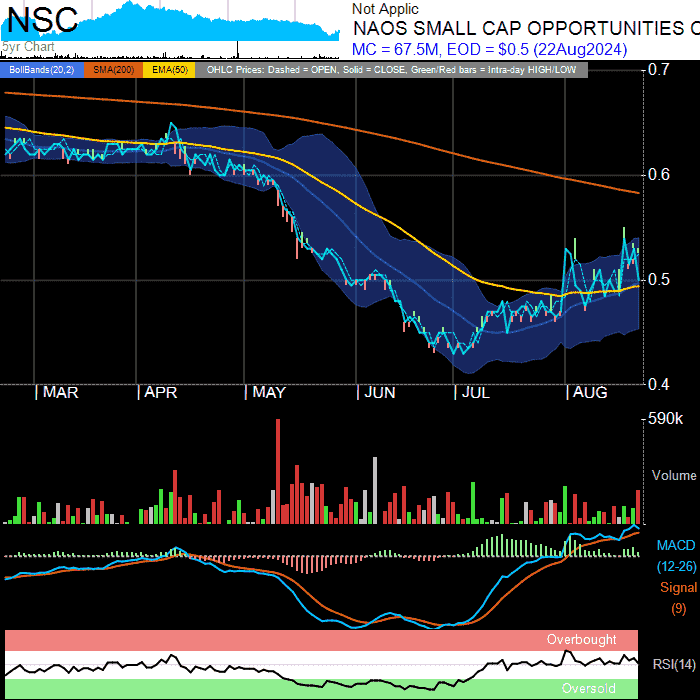 NSC
5yr Chart
Not Applic
NAOS SMALL CAP OPPORTUNITIES C
MC = 67.5M, EOD = $0.5 (22Aug2024)
BollBands(20,2) SMA(200) EMA(50) OHLC Prices: Dashed = OPEN, Solid = CLOSE, Green/Red bars = Intra-day HIGH/LOW
0.7
0.6
0.5
0.4
MAR APR MAY JUN JUL AUG
590k
Volume
MACD
(12-26)
Signal
(9)
Overbought
RSI(14)
Oversold